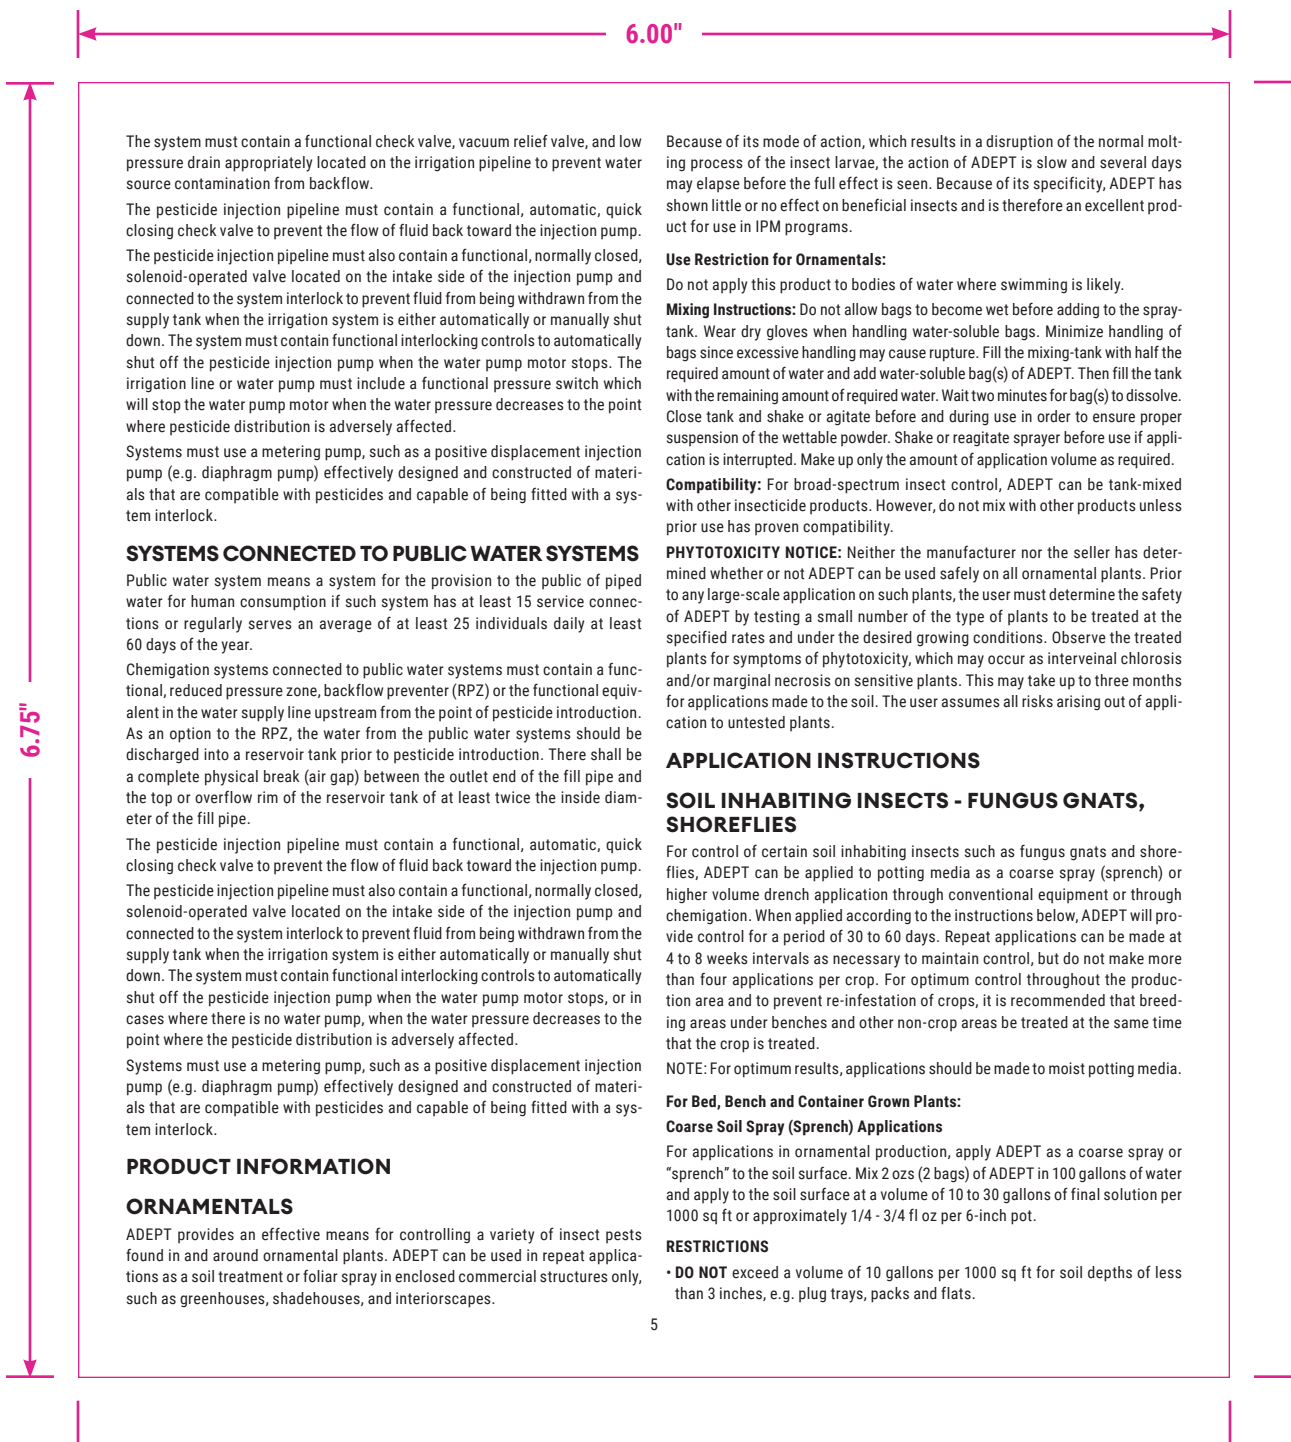 6.00"
6.75"
The system must contain a functional check valve, vacuum relief valve, and low
pressure drain appropriately located on the irrigation pipeline to prevent water
source contamination from backflow.
The pesticide injection pipeline must contain a functional, automatic, quick
closing check valve to prevent the flow of fluid back toward the injection pump.
The pesticide injection pipeline must also contain a functional, normally closed,
solenoid-operated valve located on the intake side of the injection pump and
connected to the system interlock to prevent fluid from being withdrawn from the
supply tank when the irrigation system is either automatically or manually shut
down. The system must contain functional interlocking controls to automatically
shut off the pesticide injection pump when the water pump motor stops. The
irrigation line or water pump must include a functional pressure switch which
will stop the water pump motor when the water pressure decreases to the point
where pesticide distribution is adversely affected.
Systems must use a metering pump, such as a positive displacement injection
pump (e.g. diaphragm pump) effectively designed and constructed of materi-
als that are compatible with pesticides and capable of being fitted with a sys-
tem interlock.
SYSTEMS CONNECTED TO PUBLIC WATER SYSTEMS
Public water system means a system for the provision to the public of piped
water for human consumption if such system has at least 15 service connec-
tions or regularly serves an average of at least 25 individuals daily at least
60 days of the year.
Chemigation systems connected to public water systems must contain a func-
tional, reduced pressure zone, backflow preventer (RPZ) or the functional equiv-
alent in the water supply line upstream from the point of pesticide introduction.
As an option to the RPZ, the water from the public water systems should be
discharged into a reservoir tank prior to pesticide introduction. There shall be
a complete physical break (air gap) between the outlet end of the fill pipe and
the top or overflow rim of the reservoir tank of at least twice the inside diam-
eter of the fill pipe.
The pesticide injection pipeline must contain a functional, automatic, quick
closing check valve to prevent the flow of fluid back toward the injection pump.
The pesticide injection pipeline must also contain a functional, normally closed,
solenoid-operated valve located on the intake side of the injection pump and
connected to the system interlock to prevent fluid from being withdrawn from the
supply tank when the irrigation system is either automatically or manually shut
down. The system must contain functional interlocking controls to automatically
shut off the pesticide injection pump when the water pump motor stops, or in
cases where there is no water pump, when the water pressure decreases to the
point where the pesticide distribution is adversely affected.
Systems must use a metering pump, such as a positive displacement injection
pump (e.g. diaphragm pump) effectively designed and constructed of materi-
als that are compatible with pesticides and capable of being fitted with a sys-
tem interlock.
PRODUCT INFORMATION
ORNAMENTALS
ADEPT provides an effective means for controlling a variety of insect pests
found in and around ornamental plants. ADEPT can be used in repeat applica-
tions as a soil treatment or foliar spray in enclosed commercial structures only,
such as greenhouses, shadehouses, and interiorscapes.
Because of its mode of action, which results in a disruption of the normal molt-
ing process of the insect larvae, the action of ADEPT is slow and several days
may elapse before the full effect is seen. Because of its specificity, ADEPT has
shown little or no effect on beneficial insects and is therefore an excellent prod-
uct for use in IPM programs.
Use Restriction for Ornamentals:
Do not apply this product to bodies of water where swimming is likely.
Mixing Instructions: Do not allow bags to become wet before adding to the spray-
tank. Wear dry gloves when handling water-soluble bags. Minimize handling of
bags since excessive handling may cause rupture. Fill the mixing-tank with half the
required amount of water and add water-soluble bag(s) of ADEPT. Then fill the tank
with the remaining amount of required water. Wait two minutes for bag(s) to dissolve.
Close tank and shake or agitate before and during use in order to ensure proper
suspension of the wettable powder. Shake or reagitate sprayer before use if appli-
cation is interrupted. Make up only the amount of application volume as required.
Compatibility: For broad-spectrum insect control, ADEPT can be tank-mixed
with other insecticide products. However, do not mix with other products unless
prior use has proven compatibility.
PHYTOTOXICITY NOTICE: Neither the manufacturer nor the seller has deter-
mined whether or not ADEPT can be used safely on all ornamental plants. Prior
to any large-scale application on such plants, the user must determine the safety
of ADEPT by testing a small number of the type of plants to be treated at the
specified rates and under the desired growing conditions. Observe the treated
plants for symptoms of phytotoxicity, which may occur as interveinal chlorosis
and/or marginal necrosis on sensitive plants. This may take up to three months
for applications made to the soil. The user assumes all risks arising out of appli-
cation to untested plants.
APPLICATION INSTRUCTIONS
SOIL INHABITING INSECTS - FUNGUS GNATS,
SHOREFLIES
For control of certain soil inhabiting insects such as fungus gnats and shore-
flies, ADEPT can be applied to potting media as a coarse spray (sprench) or
higher volume drench application through conventional equipment or through
chemigation. When applied according to the instructions below, ADEPT will pro-
vide control for a period of 30 to 60 days. Repeat applications can be made at
4 to 8 weeks intervals as necessary to maintain control, but do not make more
than four applications per crop. For optimum control throughout the produc-
tion area and to prevent re-infestation of crops, it is recommended that breed-
ing areas under benches and other non-crop areas be treated at the same time
that the crop is treated.
NOTE: For optimum results, applications should be made to moist potting media.
For Bed, Bench and Container Grown Plants:
Coarse Soil Spray (Sprench) Applications
For applications in ornamental production, apply ADEPT as a coarse spray or
“sprench” to the soil surface. Mix 2 ozs (2 bags) of ADEPT in 100 gallons of water
and apply to the soil surface at a volume of 10 to 30 gallons of final solution per
1000 sq ft or approximately 1/4 - 3/4 fl oz per 6-inch pot.
RESTRICTIONS
• DO NOT exceed a volume of 10 gallons per 1000 sq ft for soil depths of less
than 3 inches, e.g. plug trays, packs and flats.
5